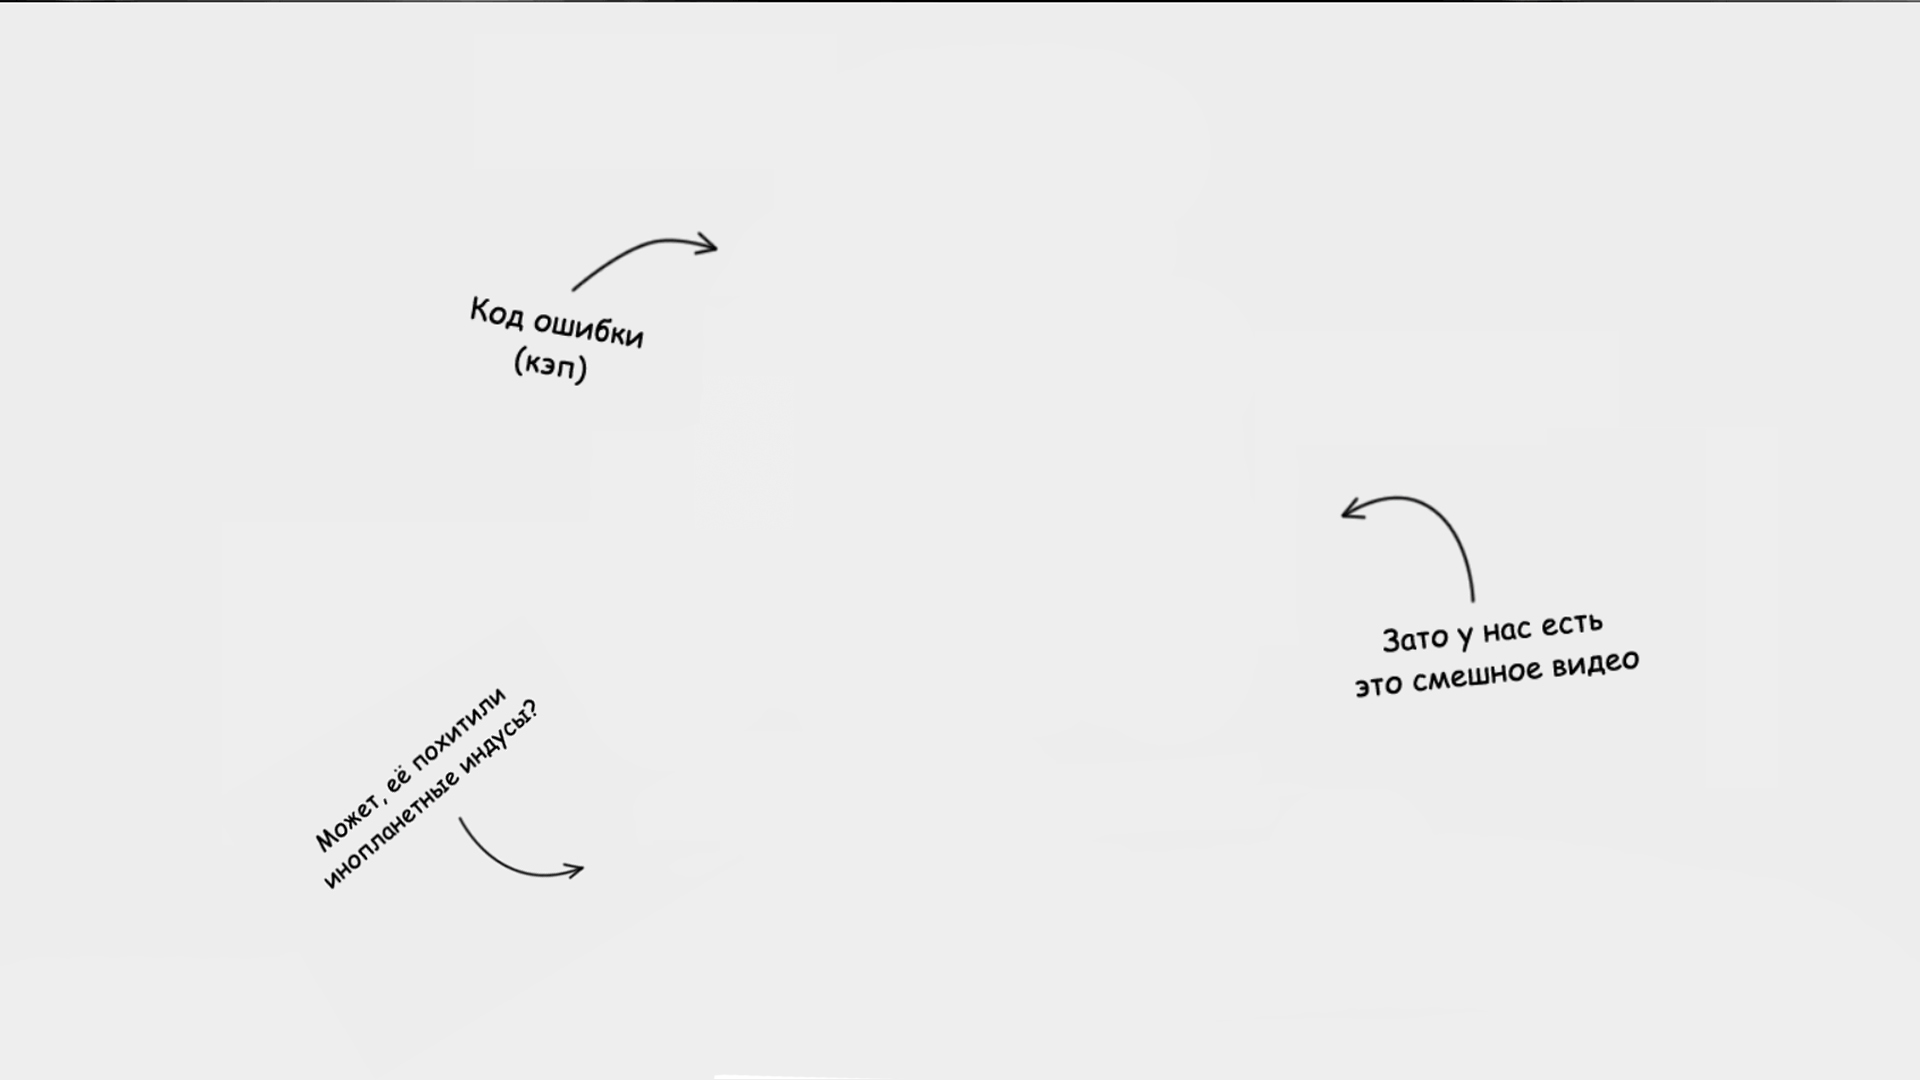 Код ошибки
(кэп)
Зато у нас есть
это смешное видео
Может, её похитили
инопланетные индусы?